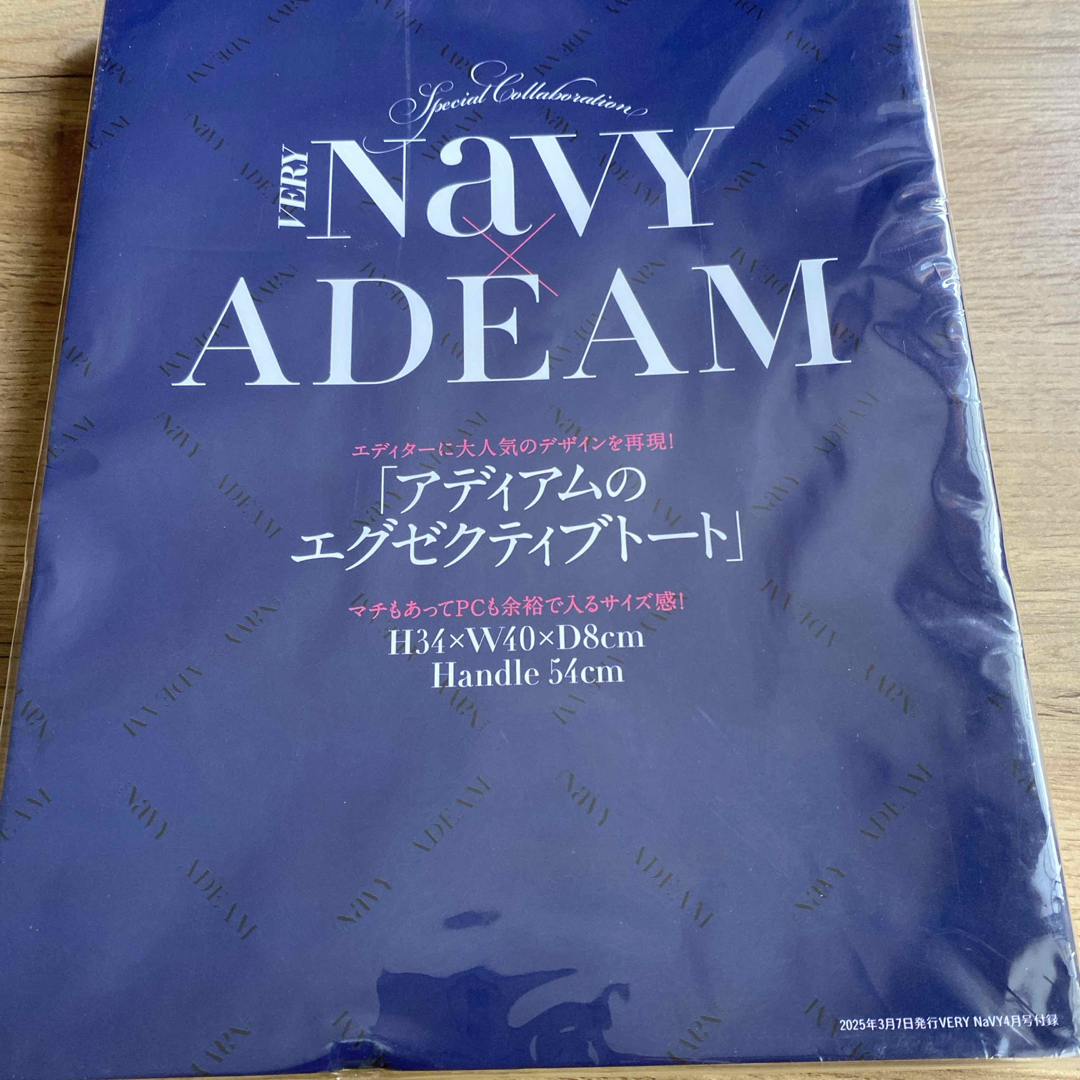 Special Collaboration
VERY NaVY
×
ADEAM
エディターに大人気のデザインを再現!
「アディアムの
エグゼクティブトート」
マチもあってPCも余裕で入るサイズ感!
H34×W40×D8cm
Handle 54cm
2025年3月7日発行VERY NaVY4月号付録